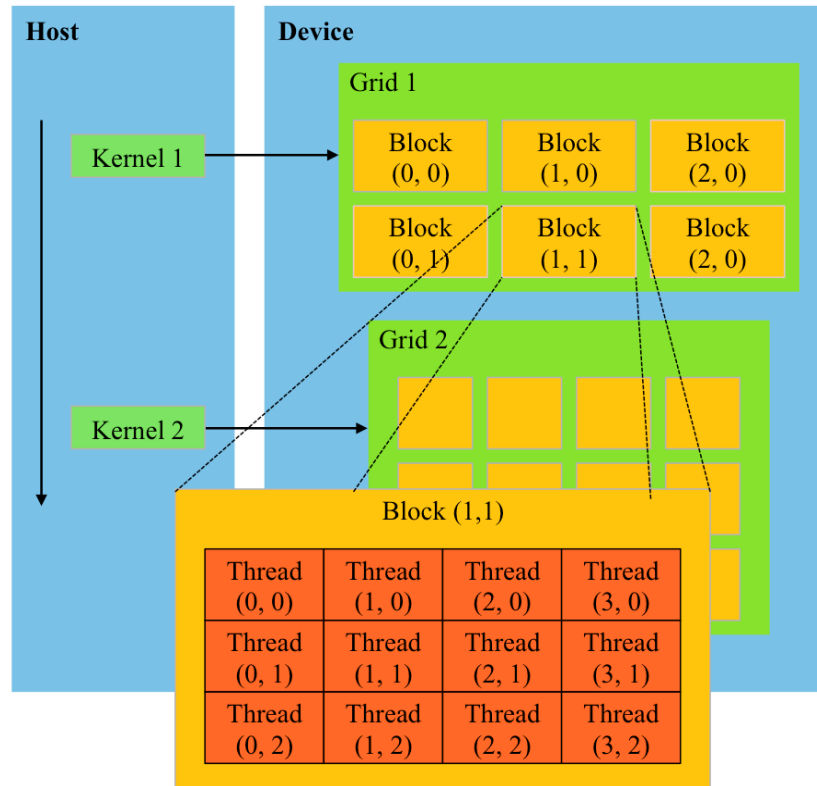 Host
Device
Grid 1
Kernel 1
Block
(0, 0)
Block
(1, 0)
Block
(2, 0)
Block
(0, 1)
Block
(1, 1)
Block
(2, 0)
Grid 2
Kernel 2
Block (1,1)
Thread
(0, 0)
Thread
(1, 0)
Thread
(2, 0)
Thread
(3, 0)
Thread
(0, 1)
Thread
(1, 1)
Thread
(2, 1)
Thread
(3, 1)
Thread
(0, 2)
Thread
(1, 2)
Thread
(2, 2)
Thread
(3, 2)